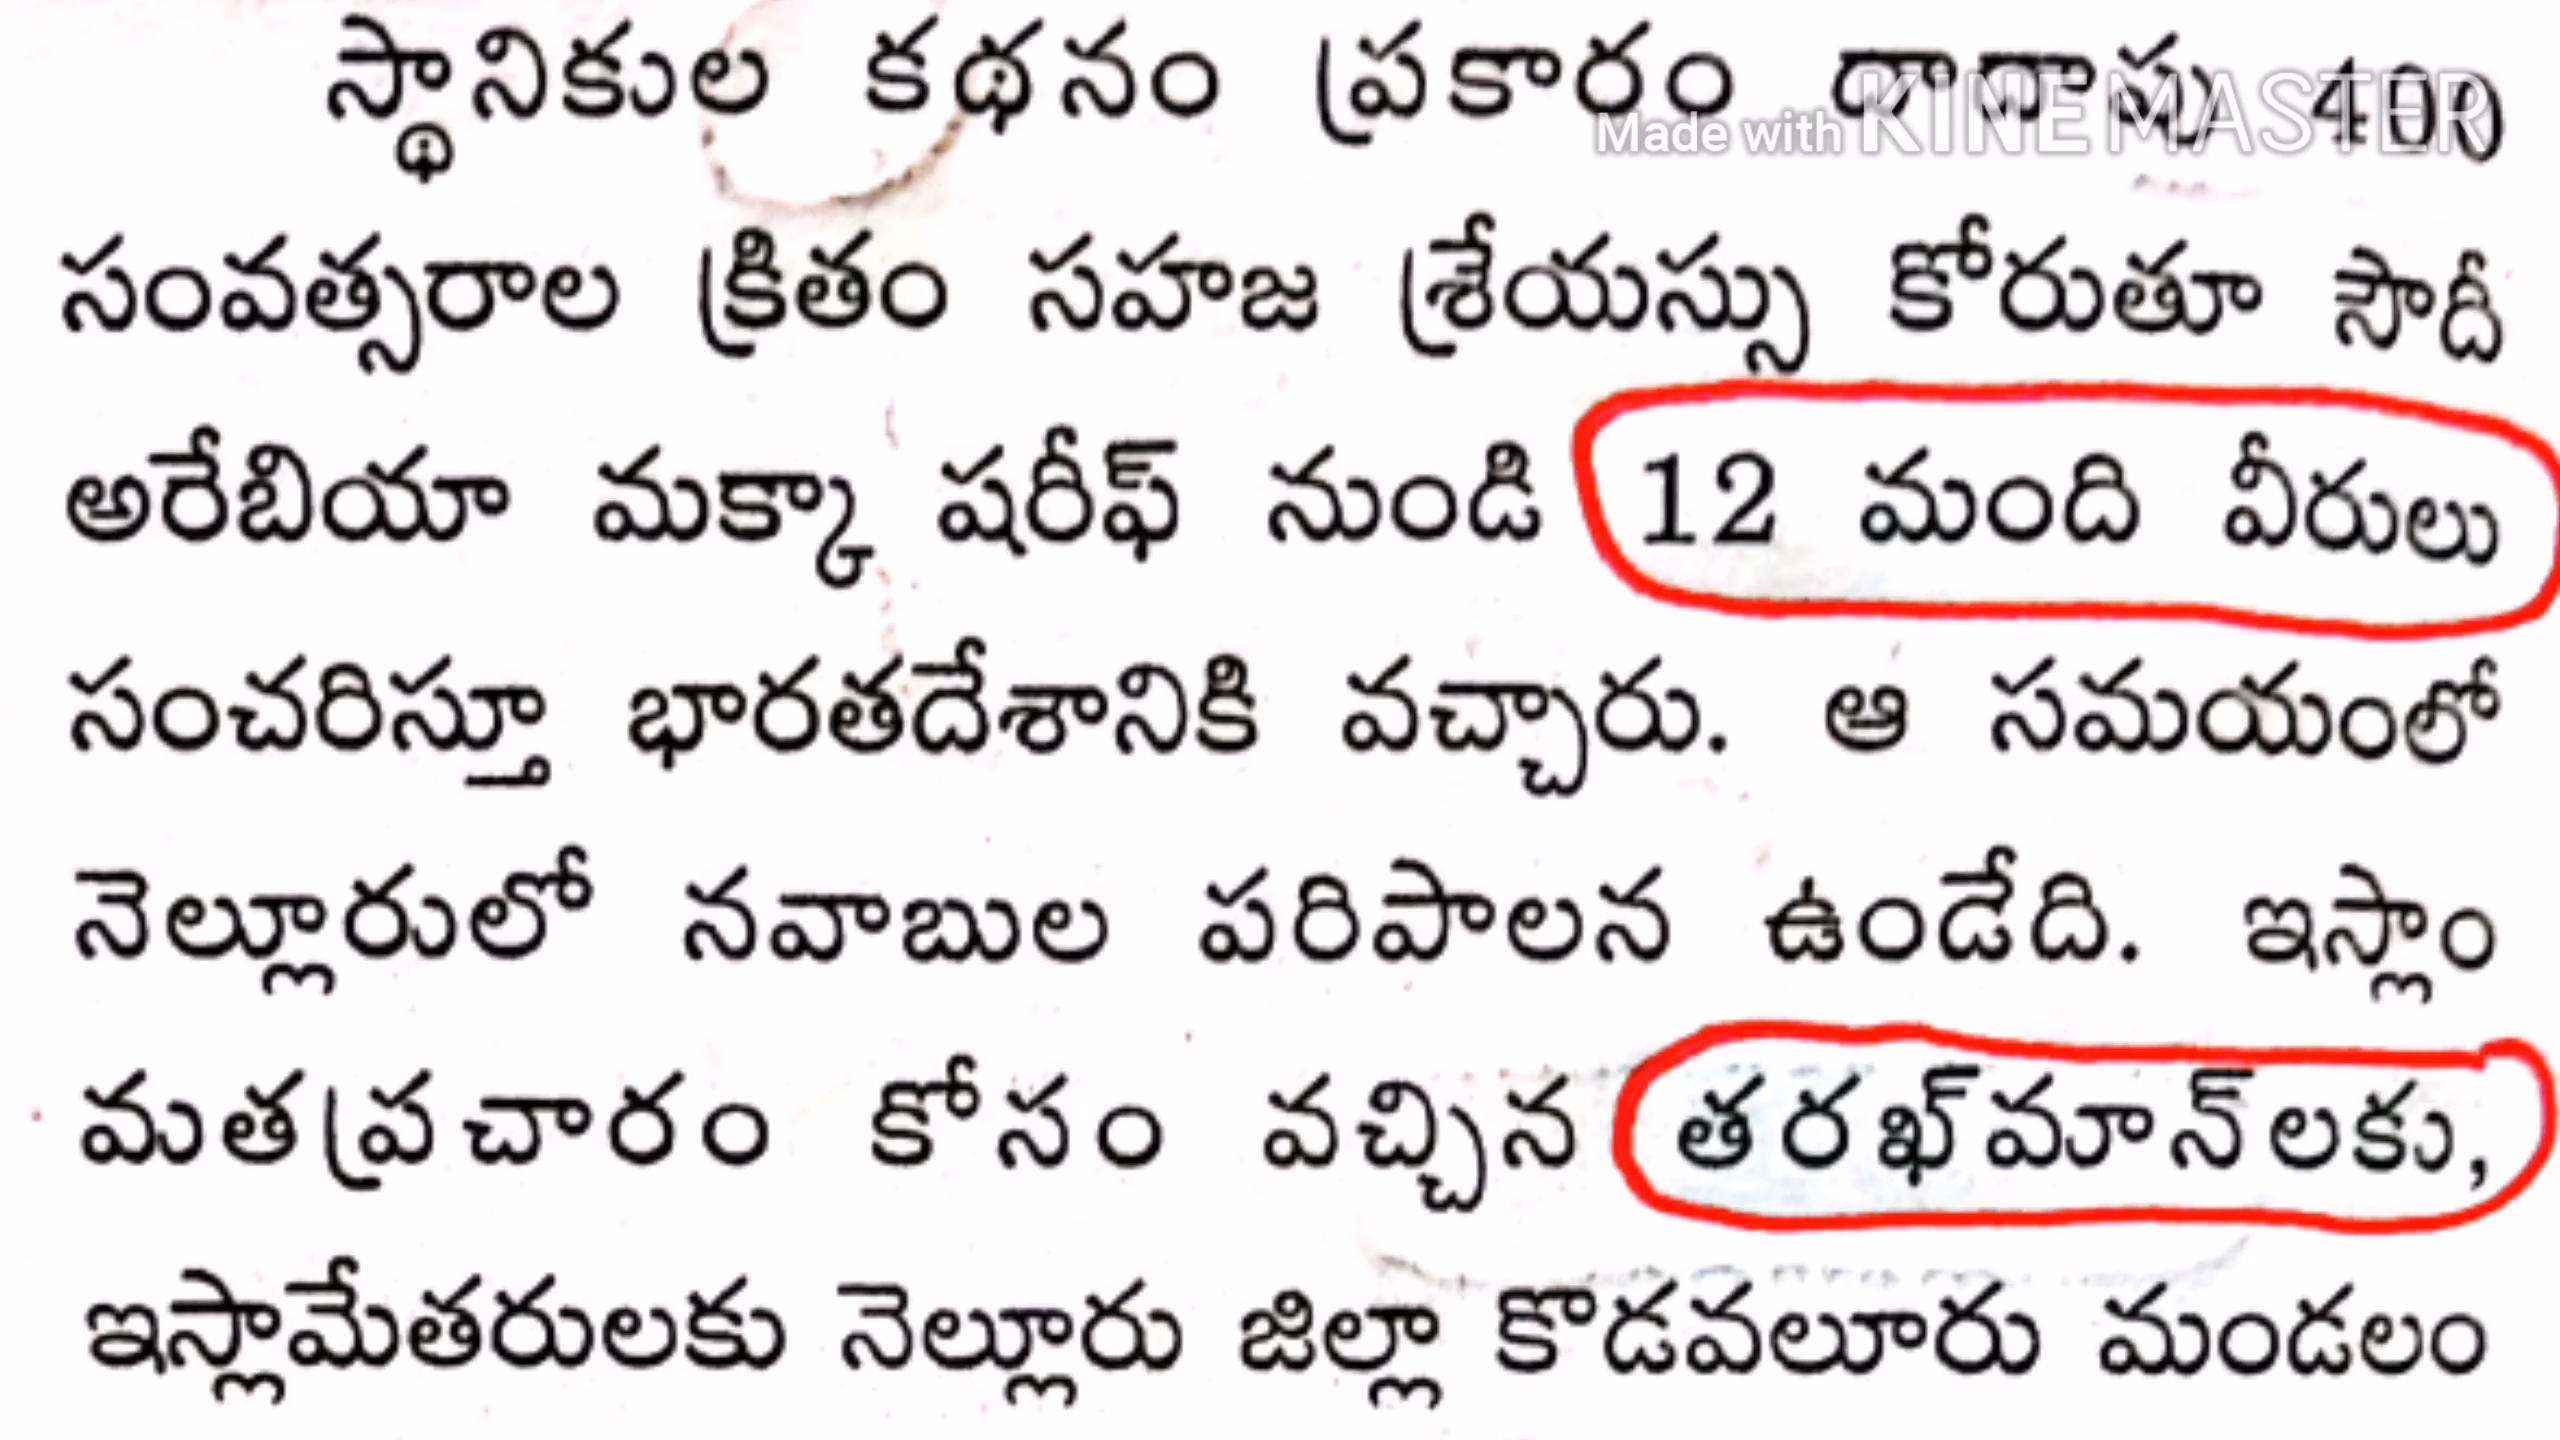 స్థానికుల కథనం ప్రకారం దాదాపు 400
Made with KINEMASTER
సంవత్సరాల క్రితం సహజ శ్రేయస్సు కోరుతూ సౌదీ
అరేబియా మక్కా షరీఫ్ నుండి 12 మంది వీరులు
సంచరిస్తూ భారతదేశానికి వచ్చారు. ఆ సమయంలో
నెల్లూరులో నవాబుల పరిపాలన ఉండేది. ఇస్లాం
మతప్రచారం కోసం వచ్చిన తరఖ్‌మాన్‌లకు,
ఇస్లామేతరులకు నెల్లూరు జిల్లా కొడవలూరు మండలం